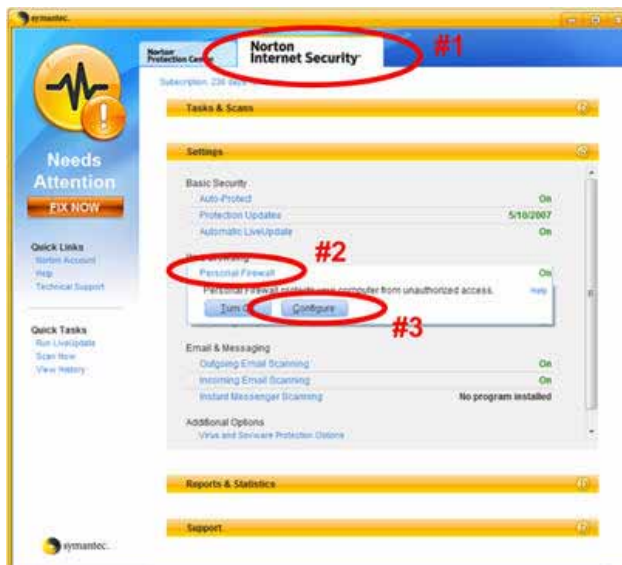 symantec.
Norton
Protection Center
Norton
Internet Security
#1
Subscription: 236 days
Tasks & Scans
Settings
Needs
Attention
FIX NOW
Basic Security
Auto-Protect On
Protection Updates 5/10/2007
Automatic LiveUpdate On
Quick Links
Norton Account
Help
Technical Support
#2
Personal Firewall On
Personal Firewall protects your computer from unauthorized access. Help
Turn
Configure
#3
Quick Tasks
Run LiveUpdate
Scan Now
View History
Email & Messaging
Outgoing Email Scanning On
Incoming Email Scanning On
Instant Messenger Scanning No program installed
Additional Options
Virus and Spyware Protection Options
Reports & Statistics
Support
symantec.